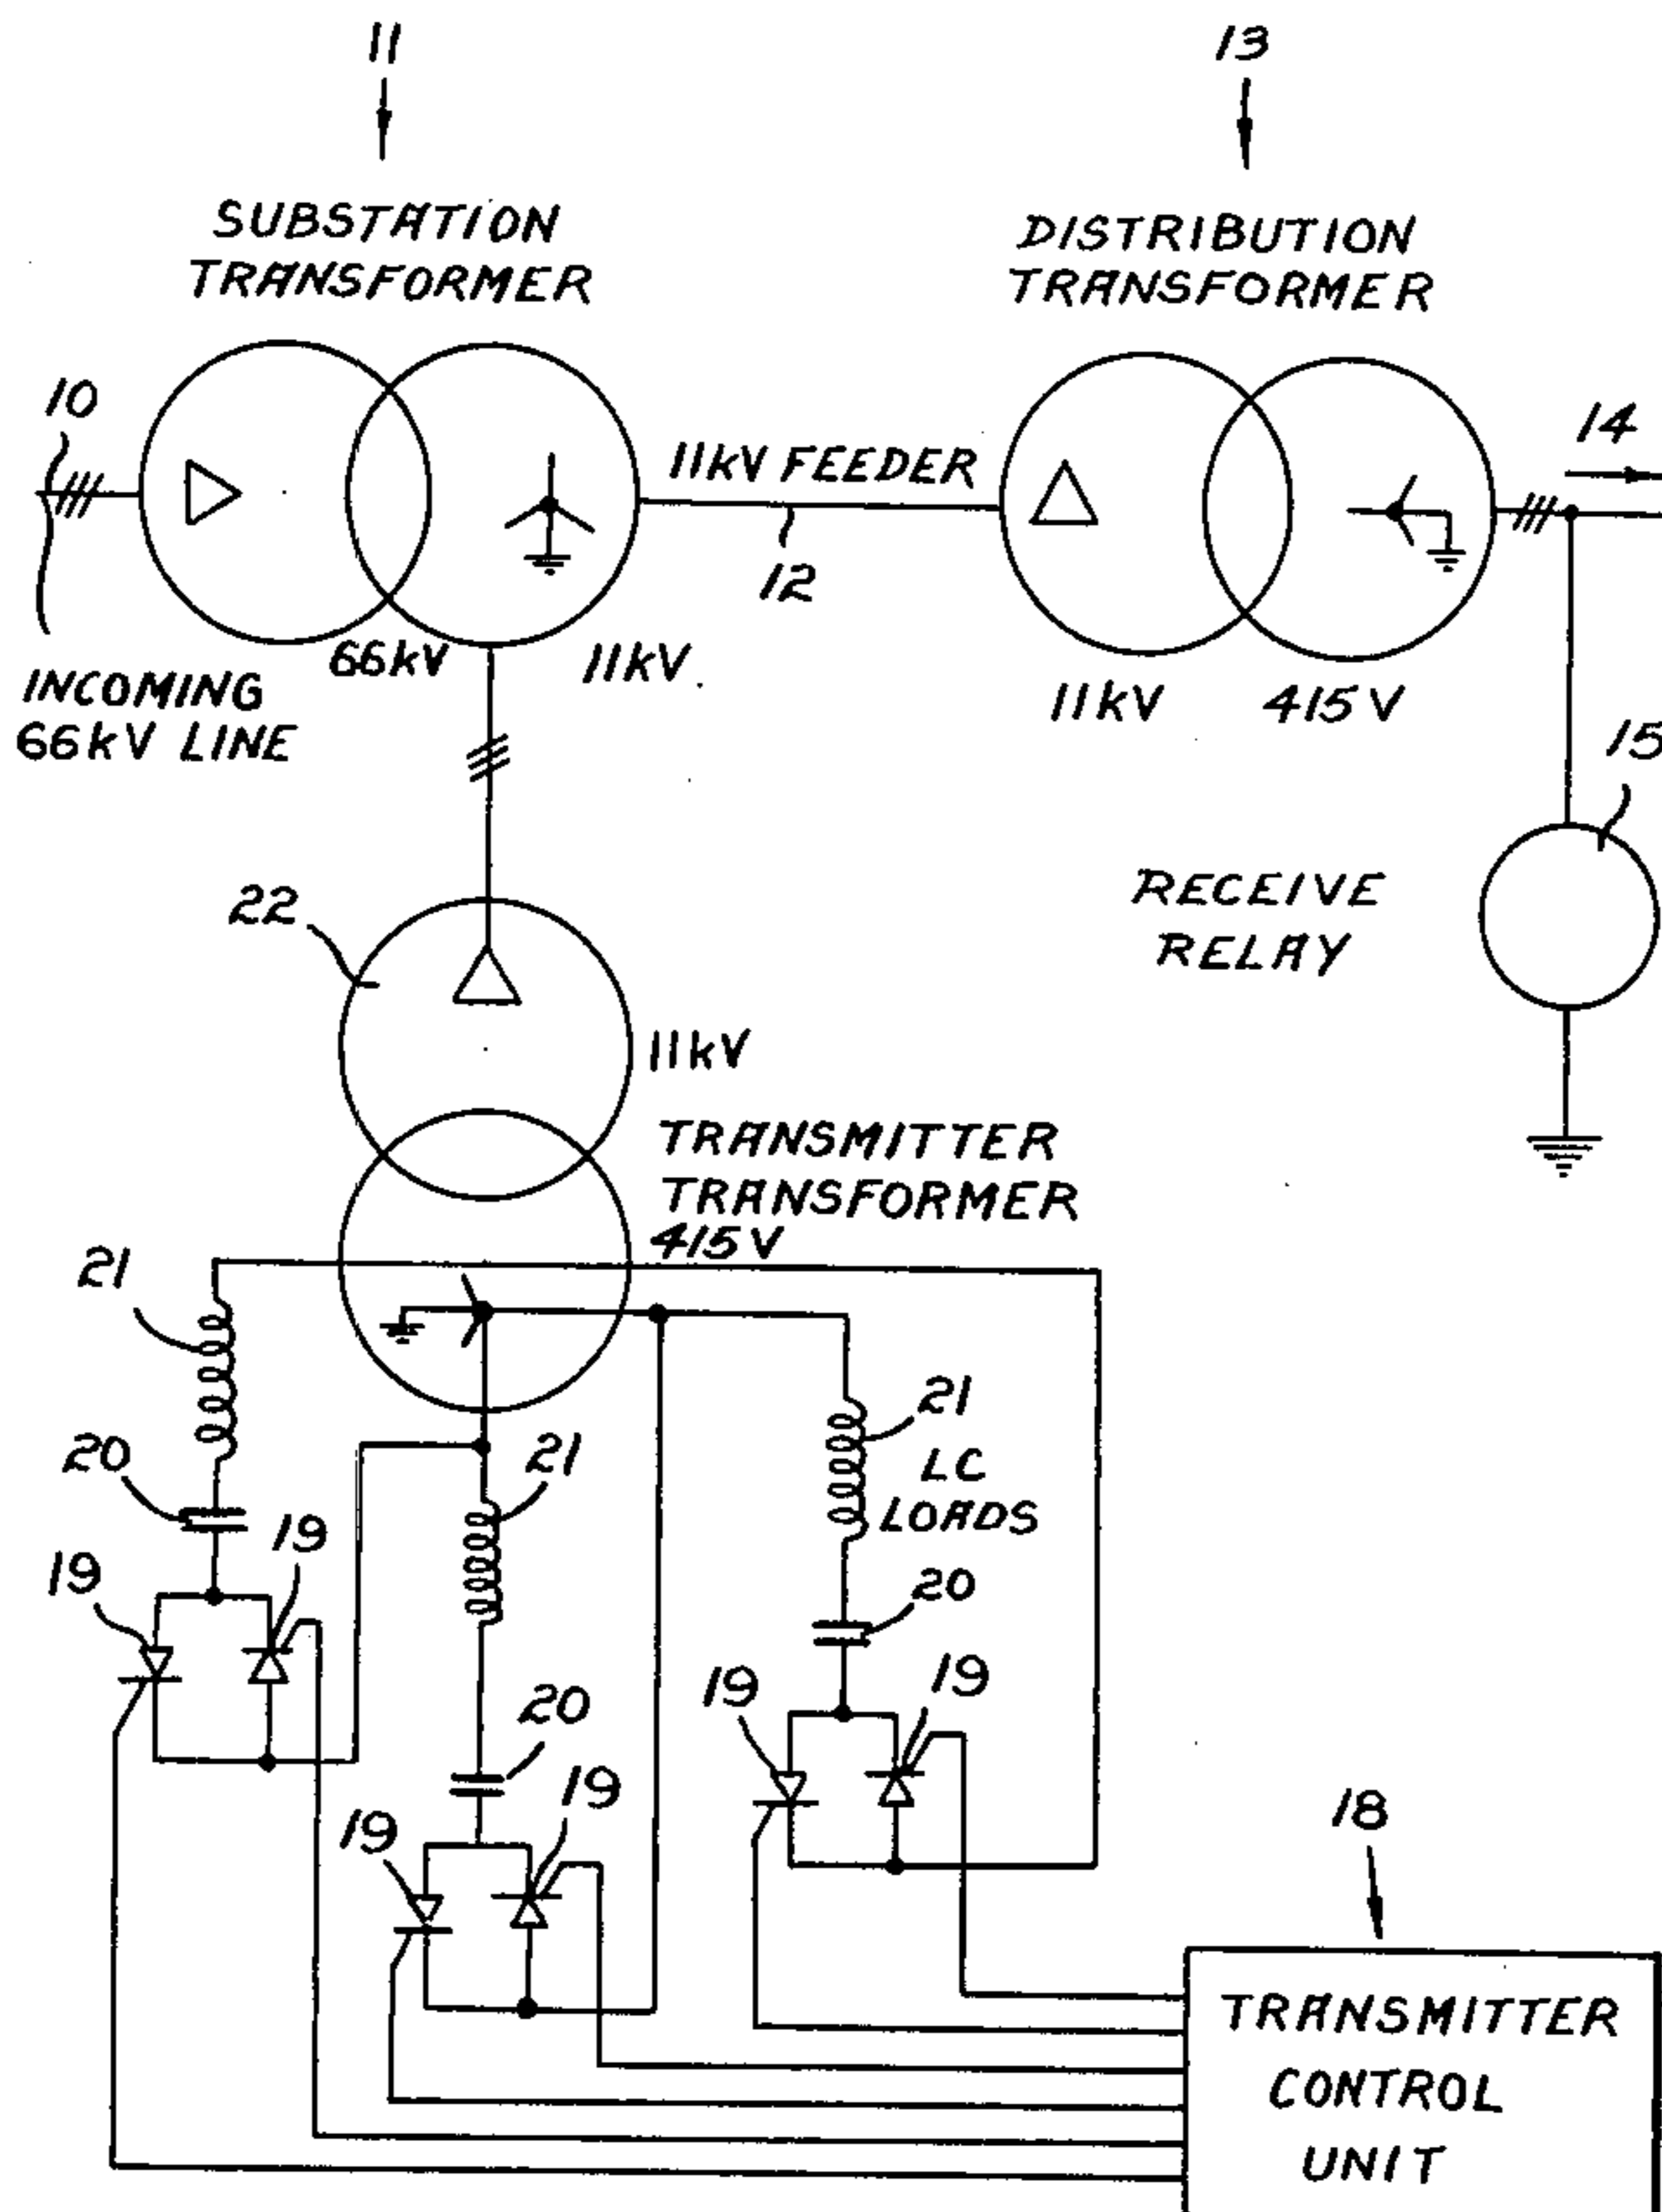 11
13
SUBSTATION
TRANSFORMER
DISTRIBUTION
TRANSFORMER
10
14
11kV FEEDER
12
66kV
11kV
11kV
415V
INCOMING
66kV LINE
15
RECEIVE
RELAY
22
11kV
TRANSMITTER
TRANSFORMER
415V
21
21
21
LC
LOADS
20
20
20
19
19
19
19
19
19
18
TRANSMITTER
CONTROL
UNIT